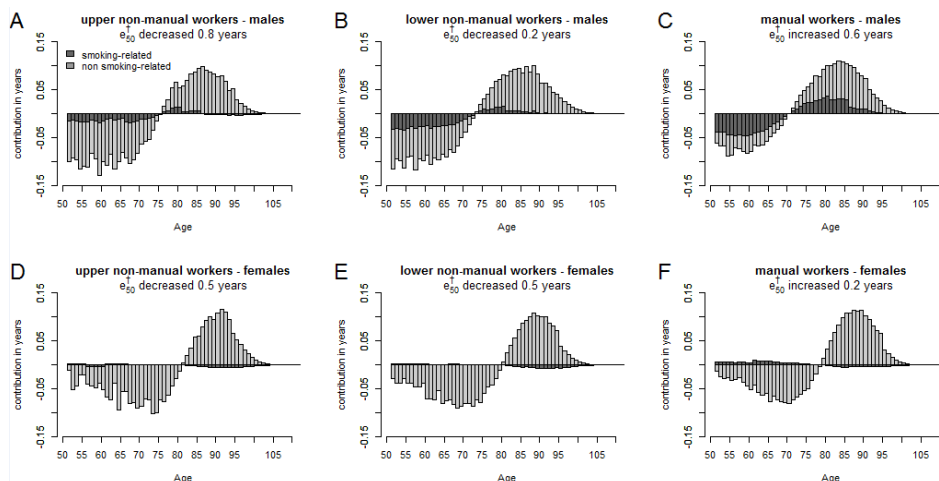 A
upper non-manual workers - males
e†50 decreased 0.8 years
smoking-related
non smoking-related
contribution in years
0.15
0.05
-0.05
-0.15
50 55 60 65 70 75 80 85 90 95 105
Age
B
lower non-manual workers - males
e†50 decreased 0.2 years
contribution in years
0.15
0.05
-0.05
-0.15
50 55 60 65 70 75 80 85 90 95 105
Age
C
manual workers - males
e†50 increased 0.6 years
contribution in years
0.15
0.05
-0.05
-0.15
50 55 60 65 70 75 80 85 90 95 105
Age
D
upper non-manual workers - females
e†50 decreased 0.5 years
contribution in years
0.15
0.05
-0.05
-0.15
50 55 60 65 70 75 80 85 90 95 105
Age
E
lower non-manual workers - females
e†50 decreased 0.5 years
contribution in years
0.15
0.05
-0.05
-0.15
50 55 60 65 70 75 80 85 90 95 105
Age
F
manual workers - females
e†50 increased 0.2 years
contribution in years
0.15
0.05
-0.05
-0.15
50 55 60 65 70 75 80 85 90 95 105
Age